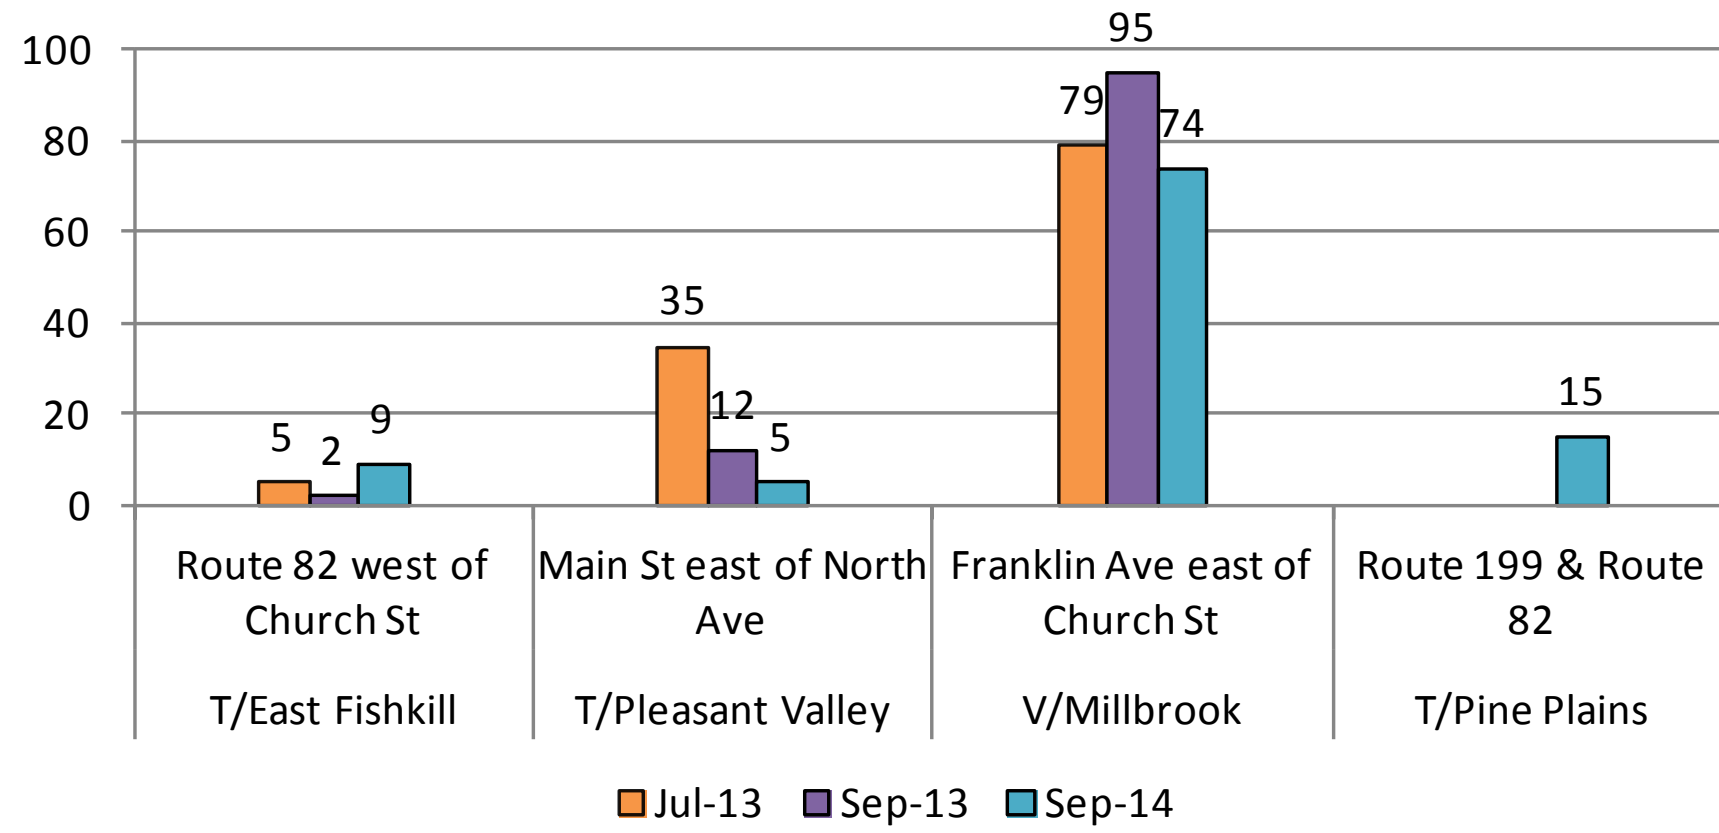 95
100
79
74
80
60
35
40
15
12
9
20
5
5
2
0
Route 82 west of
Church St
Main St east of North
Ave
Franklin Ave east of
Church St
Route 199 & Route
82
T/East Fishkill
T/Pleasant Valley
V/Millbrook
T/Pine Plains
Jul-13
Sep-13
Sep-14